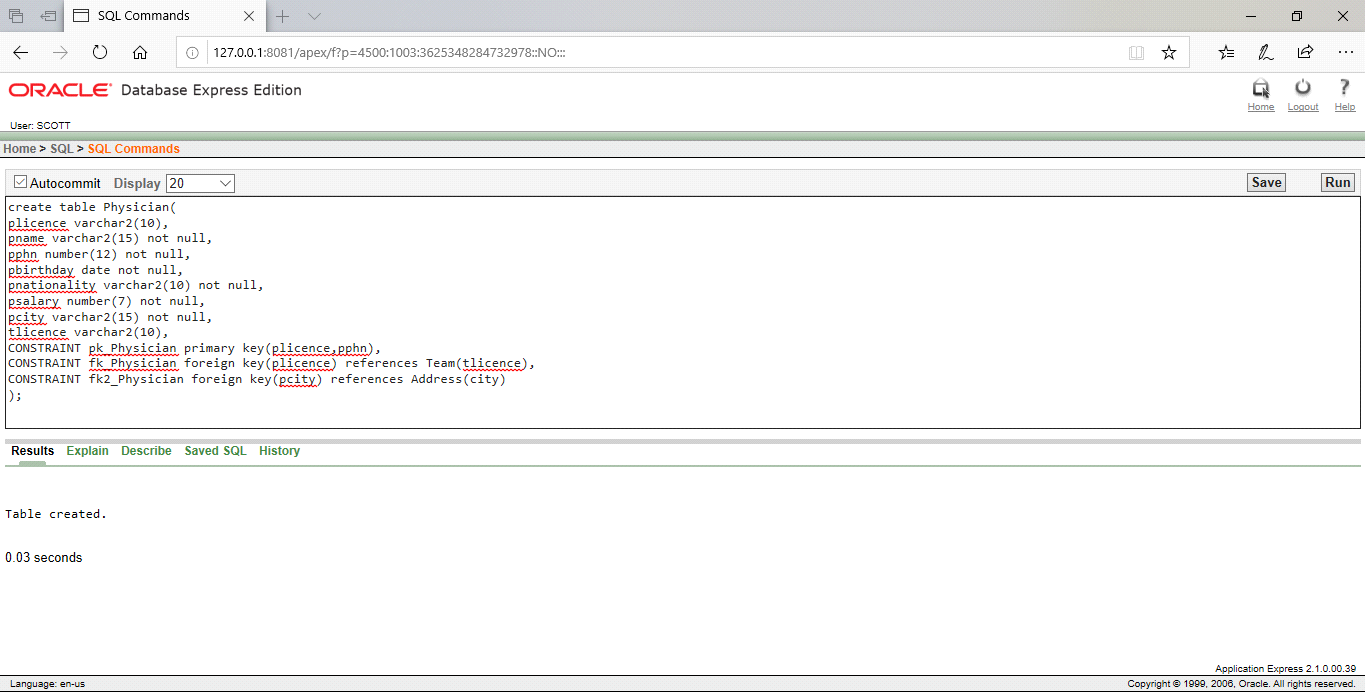 SQL Commands
127.0.0.1:8081/apex/f?p=4500:1003:3625348284732978::NO:::
ORACLE Database Express Edition
Home Logout Help
User: SCOTT
Home > SQL > SQL Commands
Autocommit Display 20 Save Run
create table Physician(
plicence varchar2(10),
pname varchar2(15) not null,
pphn number(12) not null,
pbirthday date not null,
pnationality varchar2(10) not null,
psalary number(7) not null,
pcity varchar2(15) not null,
tlicence varchar2(10),
CONSTRAINT pk_Physician primary key(plicence,pphn),
CONSTRAINT fk_Physician foreign key(plicence) references Team(tlicence),
CONSTRAINT fk2_Physician foreign key(pcity) references Address(city)
);
Results Explain Describe Saved SQL History
Table created.
0.03 seconds
Application Express 2.1.0.00.39
Language: en-us Copyright © 1999, 2006, Oracle. All rights reserved.